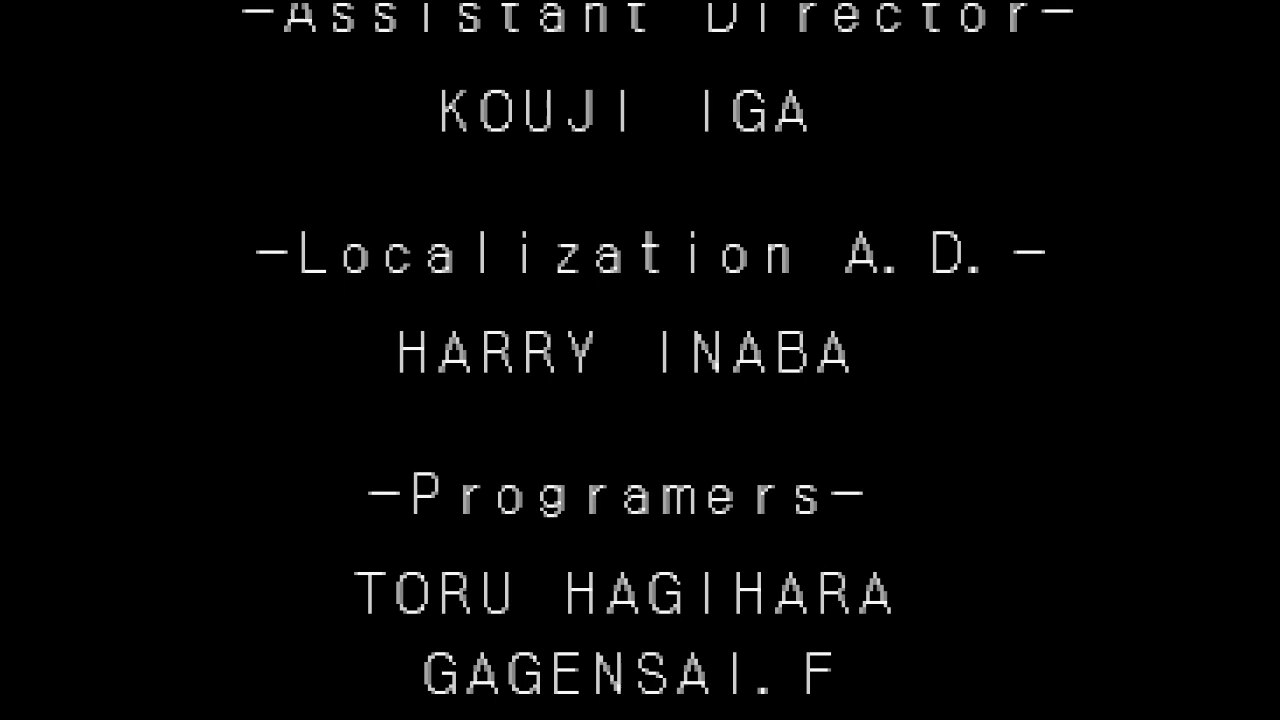 —Assistant Director—
KOUJI IGA
—Localization A.D.—
HARRY INABA
—Programers—
TORU HAGIHARA
GAGENSAI.F